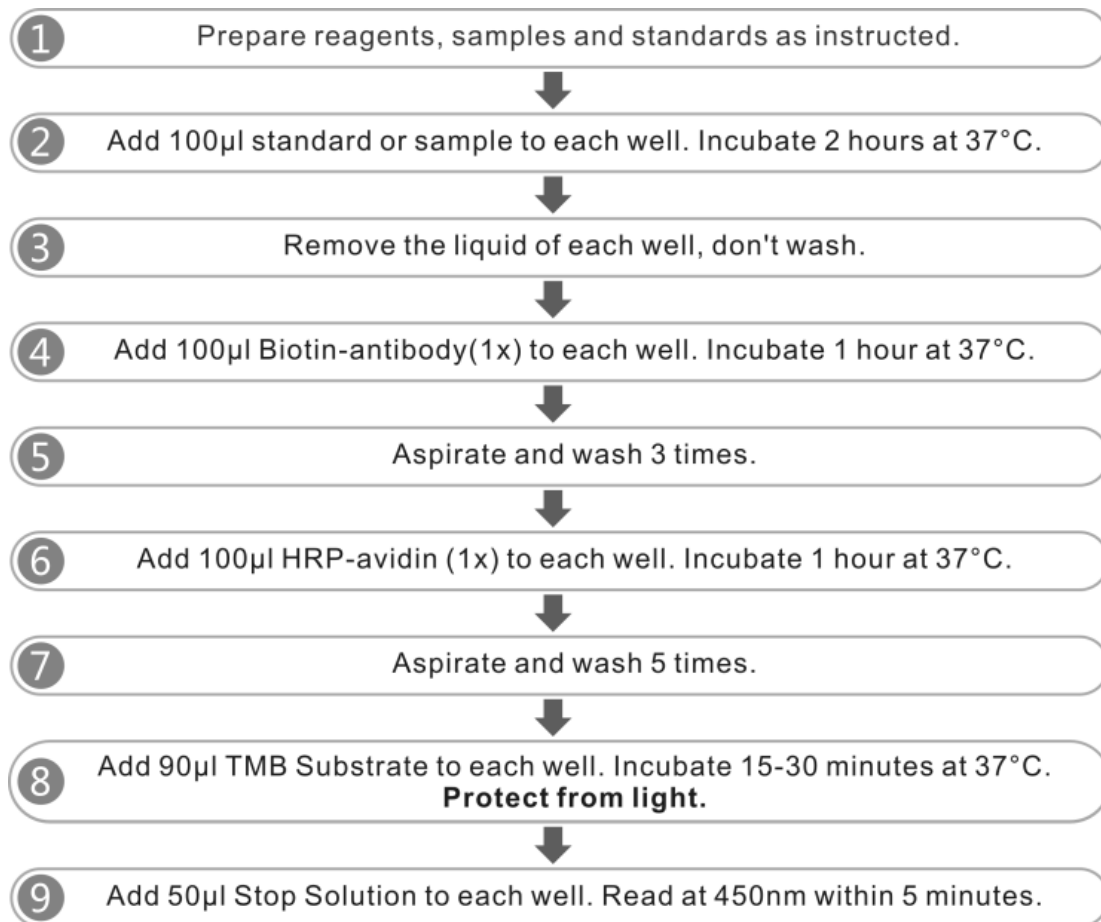 1 Prepare reagents, samples and standards as instructed.
2 Add 100µl standard or sample to each well. Incubate 2 hours at 37°C.
3 Remove the liquid of each well, don't wash.
4 Add 100µl Biotin-antibody(1x) to each well. Incubate 1 hour at 37°C.
5 Aspirate and wash 3 times.
6 Add 100µl HRP-avidin (1x) to each well. Incubate 1 hour at 37°C.
7 Aspirate and wash 5 times.
8 Add 90µl TMB Substrate to each well. Incubate 15-30 minutes at 37°C.
Protect from light.
9 Add 50µl Stop Solution to each well. Read at 450nm within 5 minutes.